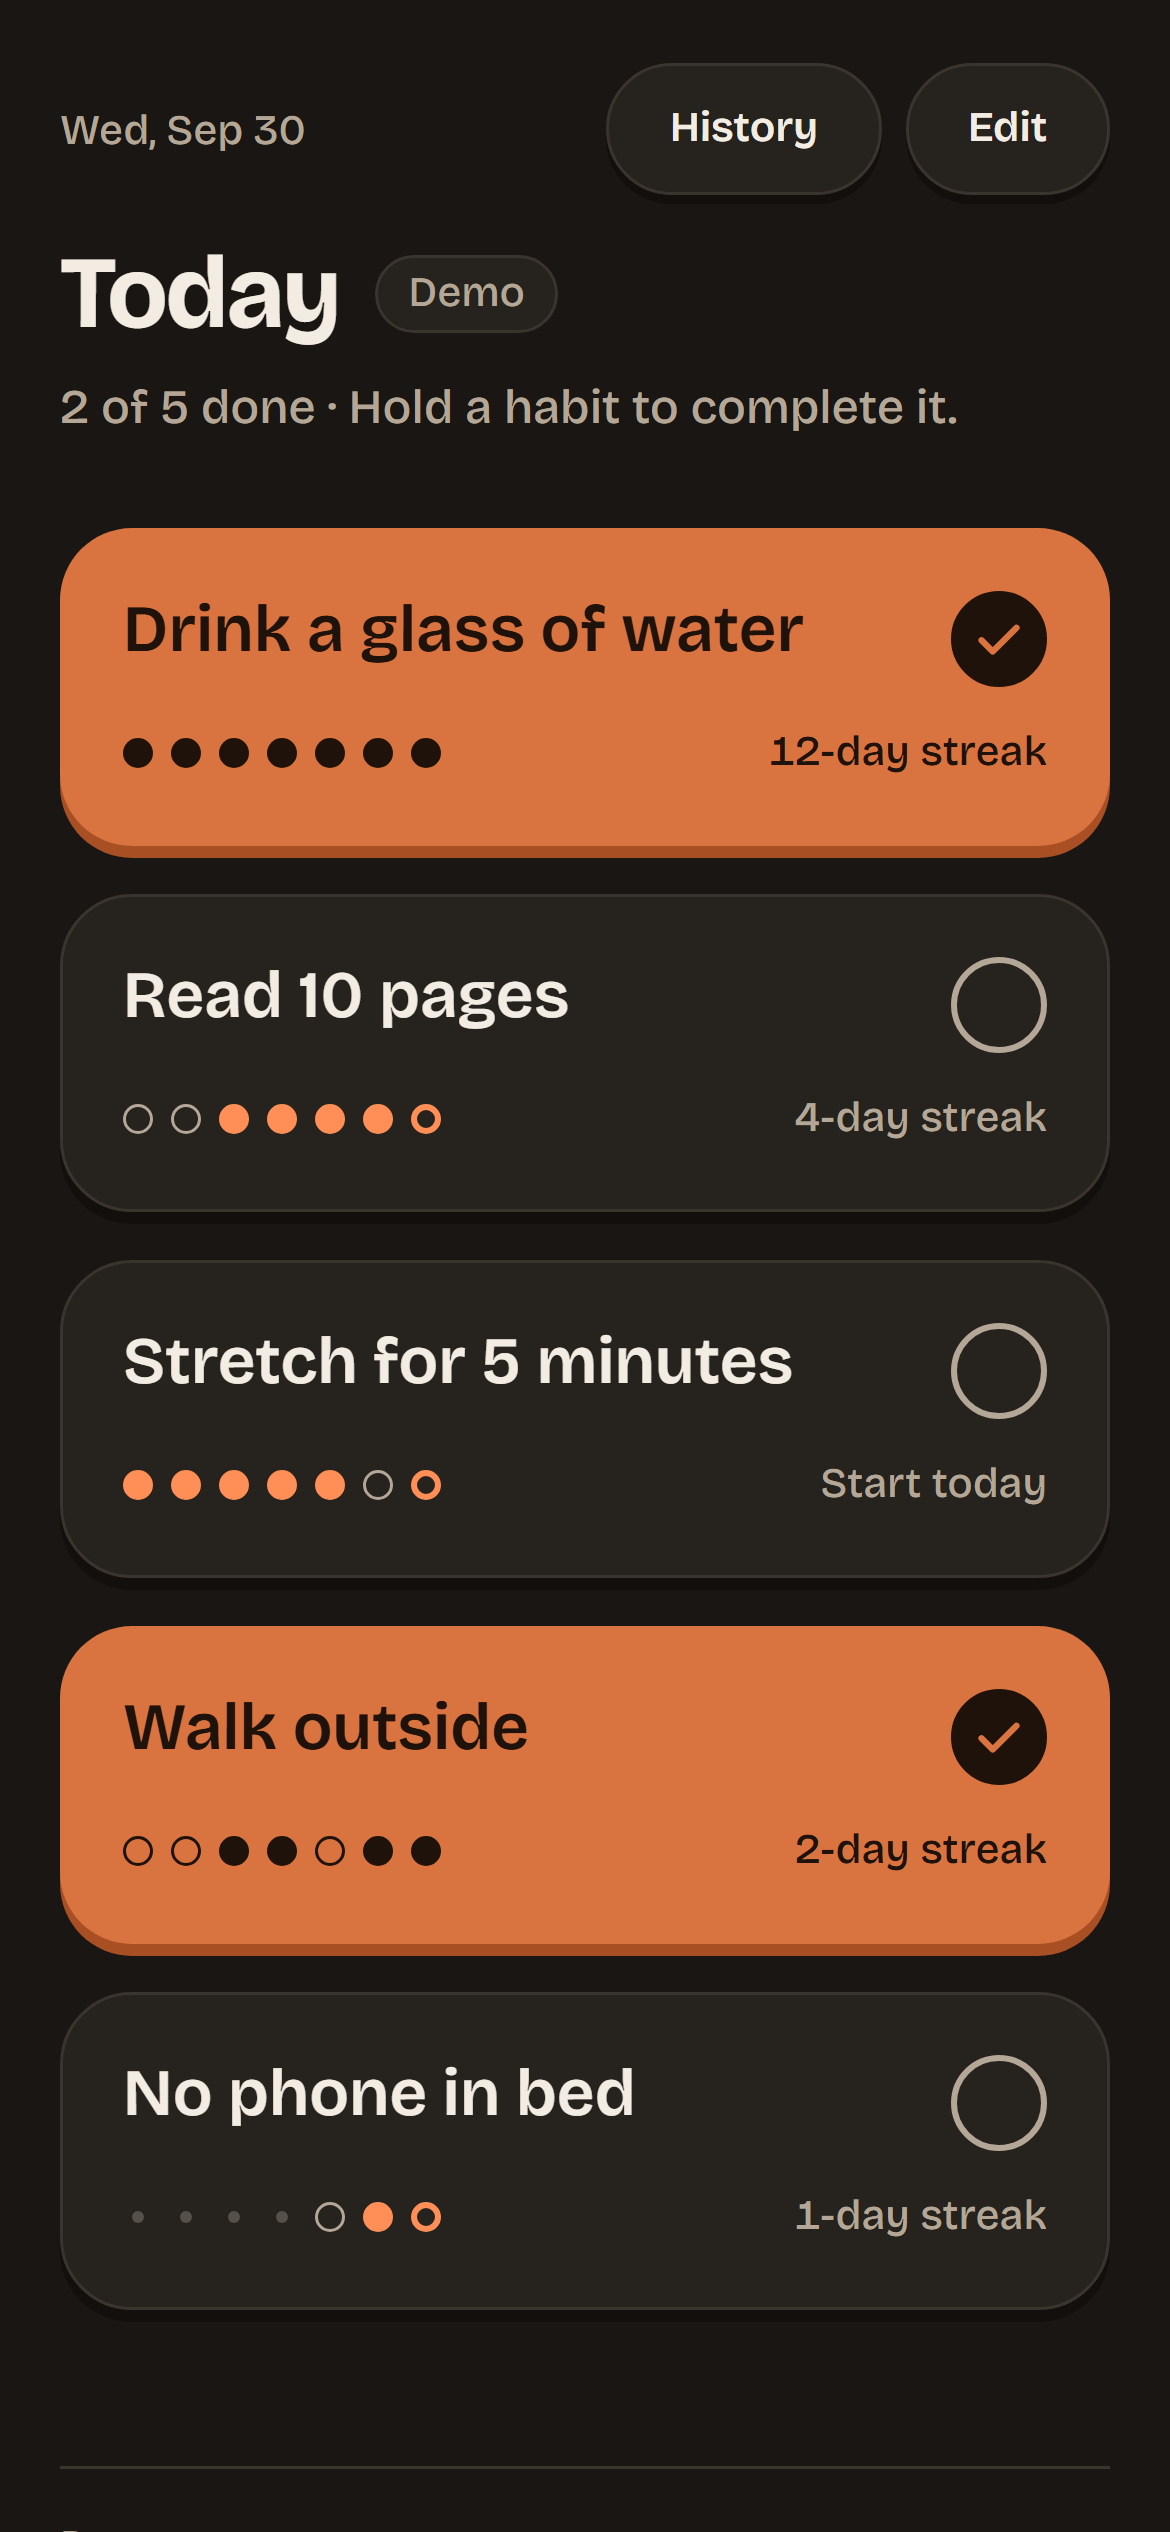 Wed, Sep 30
History
Edit
Today
Demo
2 of 5 done · Hold a habit to complete it.
Drink a glass of water
12-day streak
Read 10 pages
4-day streak
Stretch for 5 minutes
Start today
Walk outside
2-day streak
No phone in bed
1-day streak